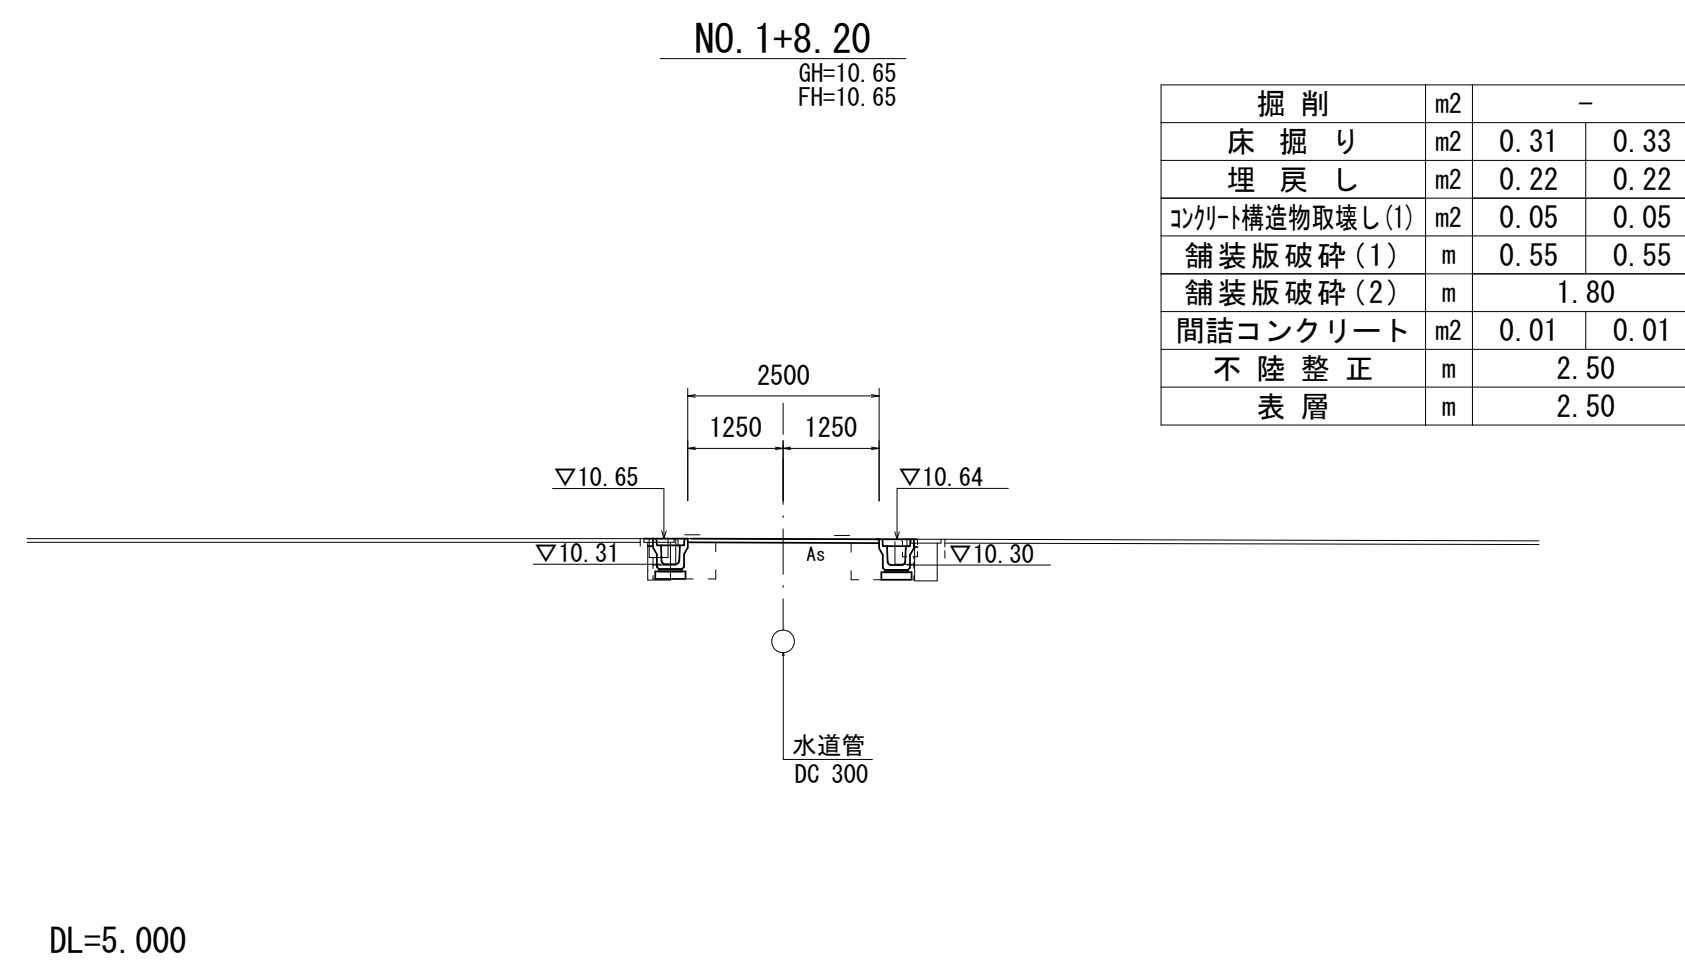 NO.1+8.20
GH=10.65
FH=10.65
掘削 m2 －
床掘り m2 0.31 0.33
埋戻し m2 0.22 0.22
ｺﾝｸﾘｰﾄ構造物取壊し(1) m2 0.05 0.05
舗装版破砕(1) m 0.55 0.55
舗装版破砕(2) m 1.80
間詰コンクリート m2 0.01 0.01
不陸整正 m 2.50
表層 m 2.50
2500
1250 1250
▽10.65 ▽10.64
▽10.31 As ▽10.30
水道管
DC 300
DL=5.000